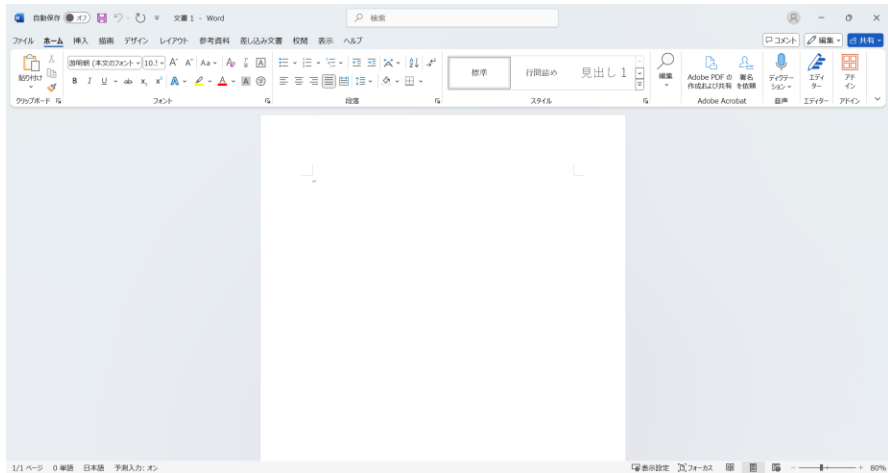 自動保存 オフ 文書 1 - Word 検索
ファイル ホーム 挿入 描画 デザイン レイアウト 参考資料 差し込み文書 校閲 表示 ヘルプ コメント 編集 共有
貼り付け 游明朝 (本文のフォント 10.5 A A Aa 標準 行間詰め 見出し 1 編集 Adobe PDF の 作成および共有 署名 を依頼 ディクテー ション エディ ター アド イン
B I U ab x, x² A A A
クリップボード フォント 段落 スタイル Adobe Acrobat 音声 エディター アドイン
1/1 ページ 0 単語 日本語 予測入力: オン 表示設定 フォーカス 80%